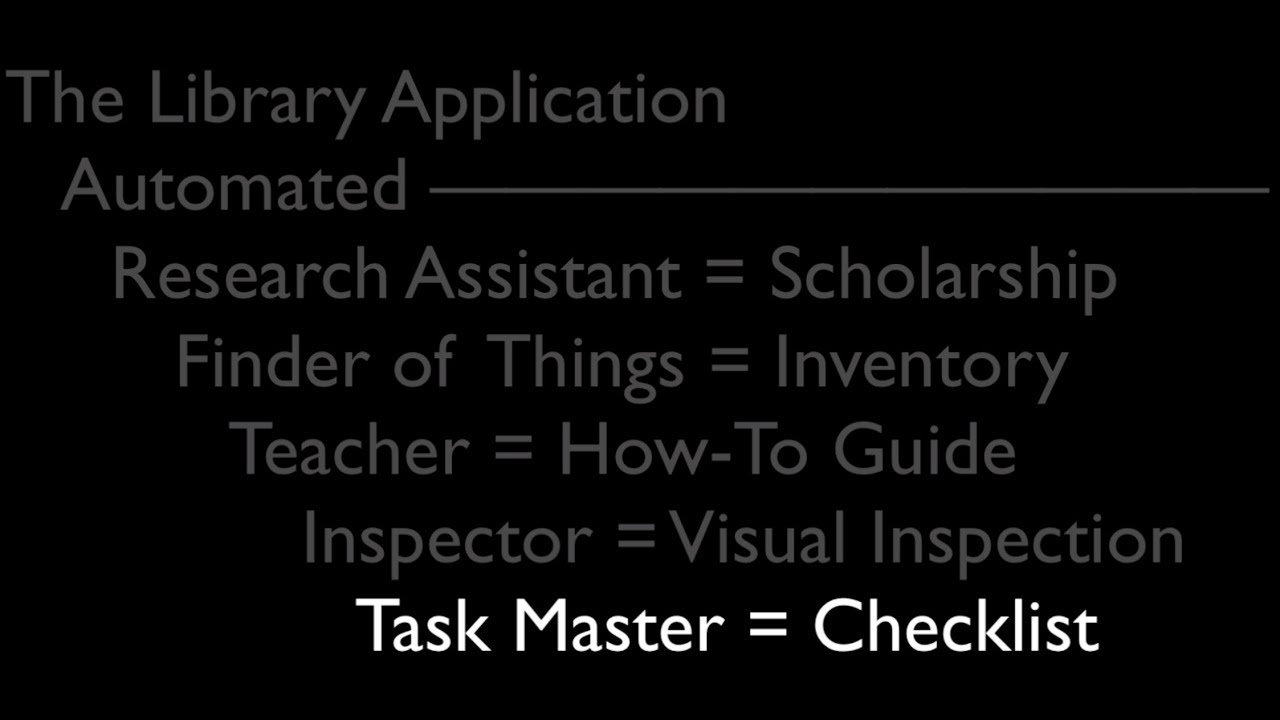 The Library Application
Automated ——————————————
Research Assistant = Scholarship
Finder of Things = Inventory
Teacher = How-To Guide
Inspector = Visual Inspection
Task Master = Checklist